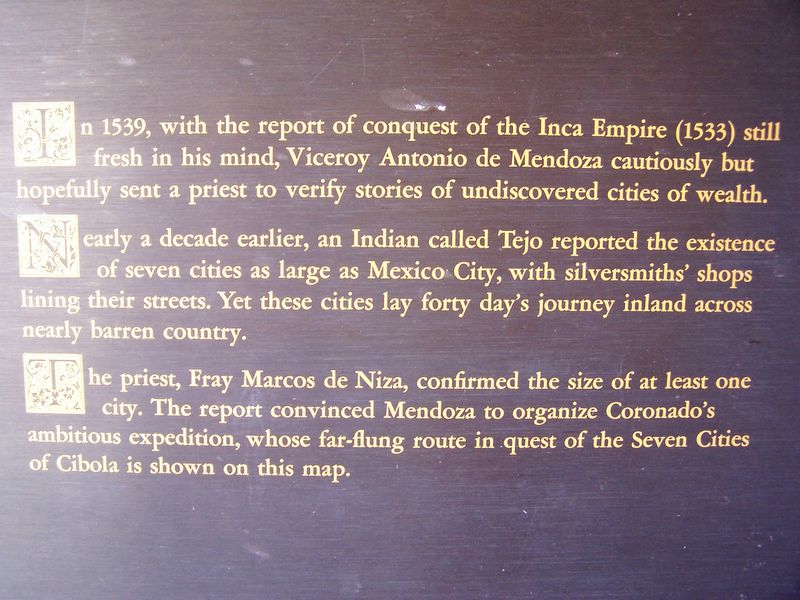 In 1539, with the report of conquest of the Inca Empire (1533) still
fresh in his mind, Viceroy Antonio de Mendoza cautiously but
hopefully sent a priest to verify stories of undiscovered cities of wealth.
Nearly a decade earlier, an Indian called Tejo reported the existence
of seven cities as large as Mexico City, with silversmiths' shops
lining their streets. Yet these cities lay forty day's journey inland across
nearly barren country.
The priest, Fray Marcos de Niza, confirmed the size of at least one
city. The report convinced Mendoza to organize Coronado's
ambitious expedition, whose far-flung route in quest of the Seven Cities
of Cibola is shown on this map.